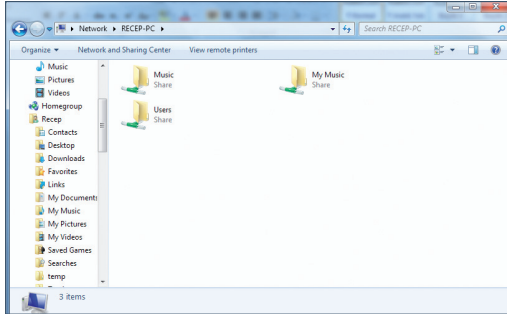 Network ▸ RECEP-PC ▸
Search RECEP-PC
Organize ▾ Network and Sharing Center View remote printers
Music
Pictures
Videos
Homegroup
Recep
Contacts
Desktop
Downloads
Favorites
Links
My Documents
My Music
My Pictures
My Videos
Saved Games
Searches
temp
Music
Share
My Music
Share
Users
Share
3 items